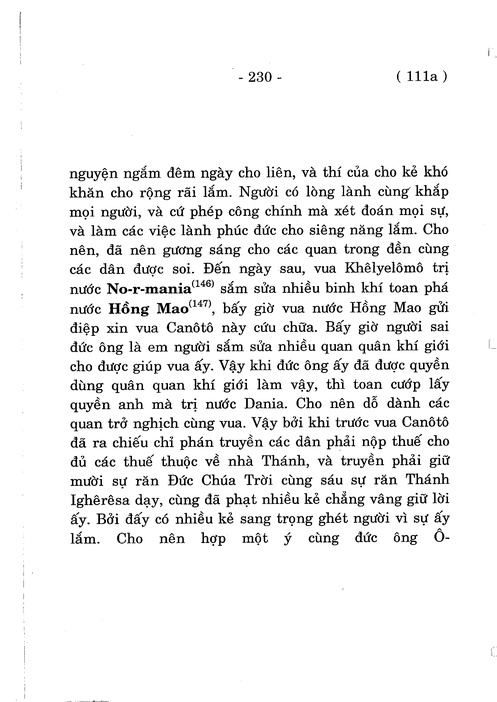 - 230 -
( 111a )
nguyện ngắm đêm ngày cho liên, và thí của cho kẻ khó
khăn cho rộng rãi lắm. Người có lòng lành cùng khắp
mọi người, và cứ phép công chính mà xét đoán mọi sự,
và làm các việc lành phúc đức cho siêng năng lắm. Cho
nên, đã nên gương sáng cho các quan trong đền cùng
các dân được soi. Đến ngày sau, vua Khêlyelômô trị
nước No-r-mania(146) sắm sửa nhiều binh khí toan phá
nước Hồng Mao(147), bấy giờ vua nước Hồng Mao gửi
điệp xin vua Canôtô này cứu chữa. Bấy giờ người sai
đức ông là em người sắm sửa nhiều quan quân khí giới
cho được giúp vua ấy. Vậy khi đức ông ấy đã được quyền
dùng quân quan khí giới làm vậy, thì toan cướp lấy
quyền anh mà trị nước Dania. Cho nên dỗ dành các
quan trở nghịch cùng vua. Vậy bởi khi trước vua Canôtô
đã ra chiếu chỉ phán truyền các dân phải nộp thuế cho
đủ các thuế thuộc về nhà Thánh, và truyền phải giữ
mười sự răn Đức Chúa Trời cùng sáu sự răn Thánh
Ighêrêsa dạy, cùng đã phạt nhiều kẻ chẳng vâng giữ lời
ấy. Bởi đấy có nhiều kẻ sang trọng ghét người vì sự ấy
lắm. Cho nên hợp một ý cùng đức ông Ô-